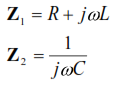 Z₁ = R + jωL
Z₂ = 1/jωC